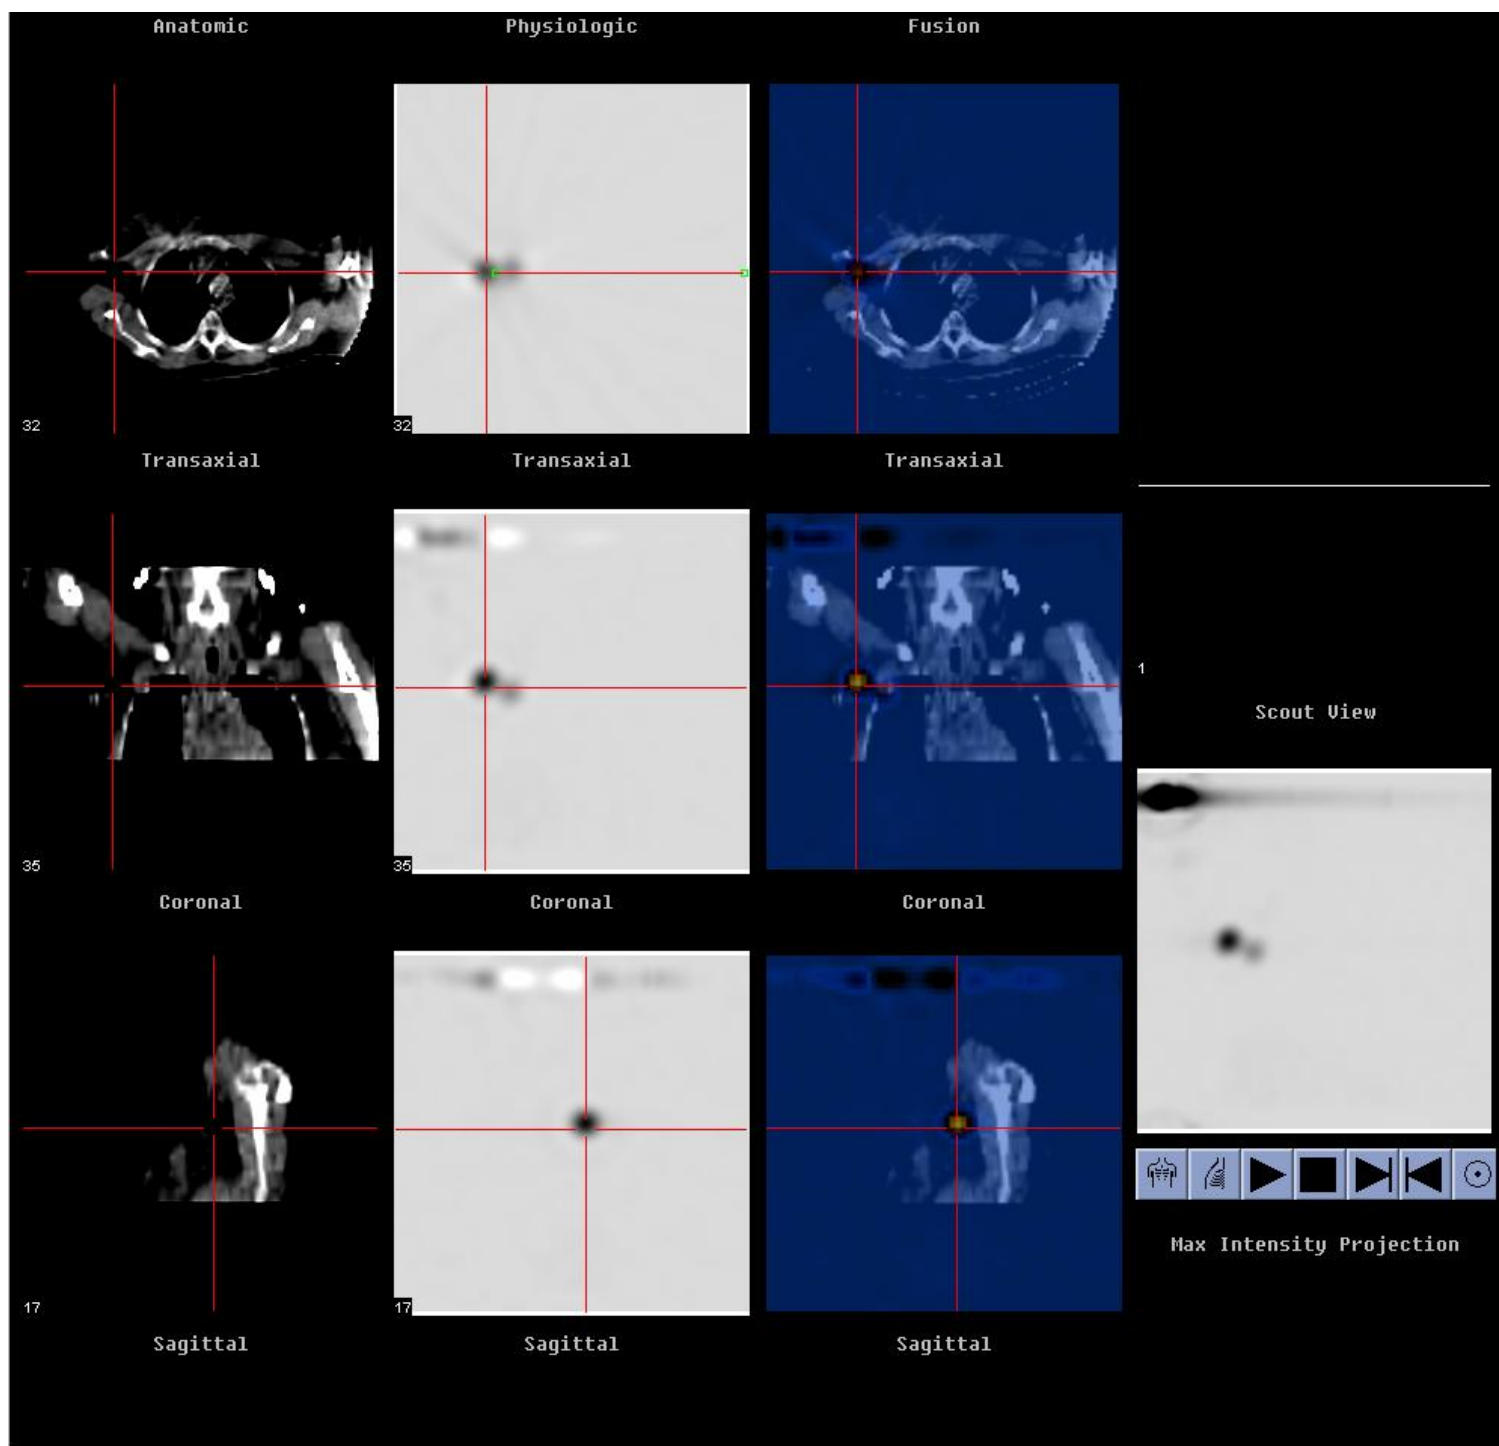 Anatomic Physiologic Fusion
32 32
Transaxial Transaxial Transaxial
1
Scout View
35 35
Coronal Coronal Coronal
Max Intensity Projection
17 17
Sagittal Sagittal Sagittal